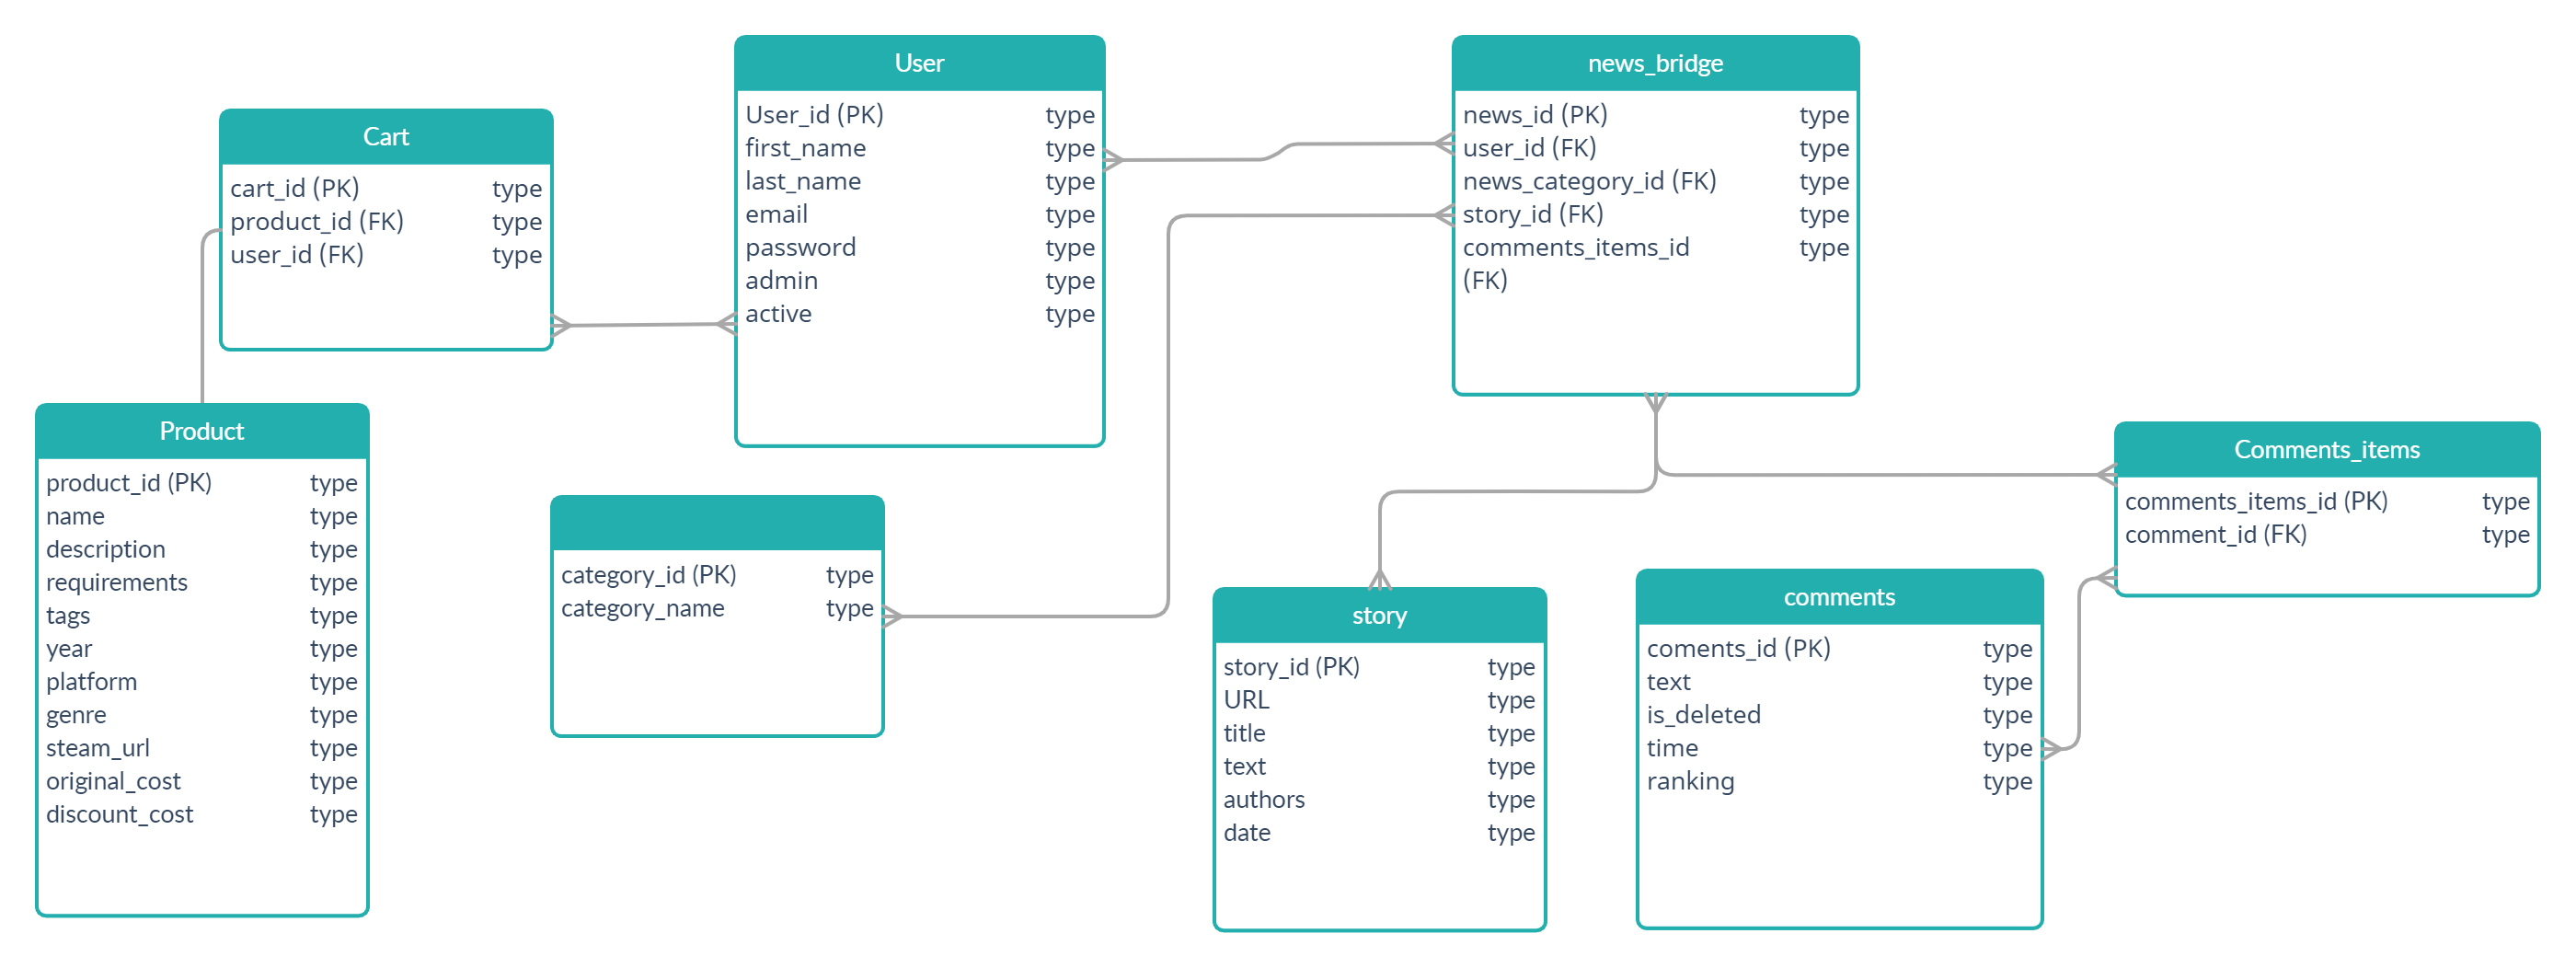 User
User_id (PK) type
first_name type
last_name type
email type
password type
admin type
active type
news_bridge
news_id (PK) type
user_id (FK) type
news_category_id (FK) type
story_id (FK) type
comments_items_id type
(FK)
Cart
cart_id (PK) type
product_id (FK) type
user_id (FK) type
Product
product_id (PK) type
name type
description type
requirements type
tags type
year type
platform type
genre type
steam_url type
original_cost type
discount_cost type
category_id (PK) type
category_name type
story
story_id (PK) type
URL type
title type
text type
authors type
date type
comments
coments_id (PK) type
text type
is_deleted type
time type
ranking type
Comments_items
comments_items_id (PK) type
comment_id (FK) type